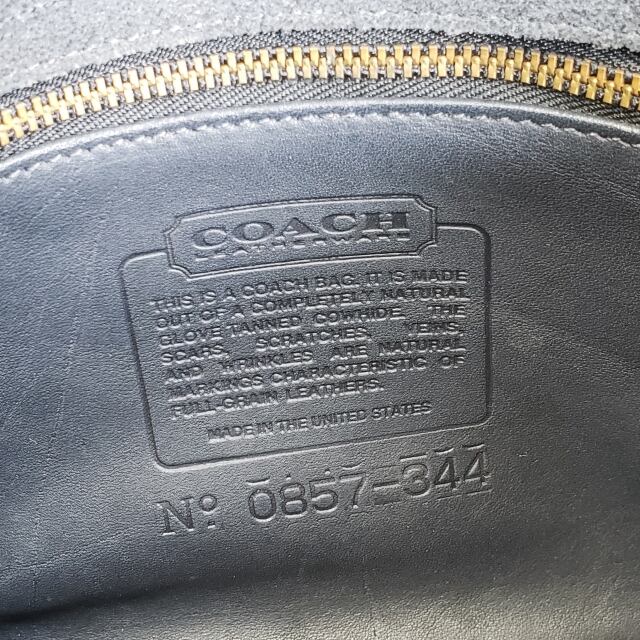 COACH
LEATHERWARE
THIS IS A COACH BAG. IT IS MADE
OUT OF A COMPLETELY NATURAL
GLOVE-TANNED COWHIDE. THE
SCARS, SCRATCHES, VEINS,
AND WRINKLES ARE NATURAL
MARKINGS CHARACTERISTIC OF
FULL-GRAIN LEATHERS.
MADE IN THE UNITED STATES
No. 0857-344